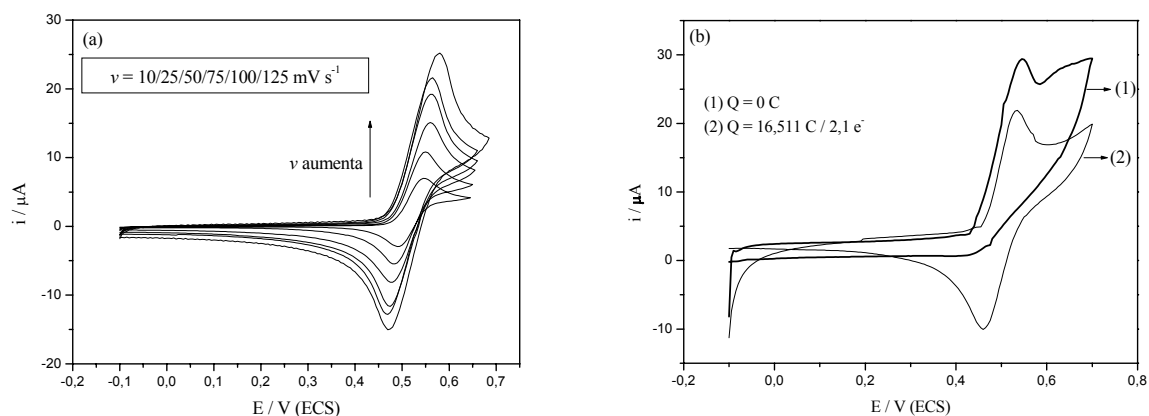 (a)
v = 10/25/50/75/100/125 mV s⁻¹
v aumenta
i / μA
30
20
10
0
-10
-20
-0,2 -0,1 0,0 0,1 0,2 0,3 0,4 0,5 0,6 0,7
E / V (ECS)
(b)
(1) Q = 0 C
(2) Q = 16,511 C / 2,1 e⁻
(1)
(2)
i / μA
30
20
10
0
-10
-0,2 0,0 0,2 0,4 0,6 0,8
E / V (ECS)